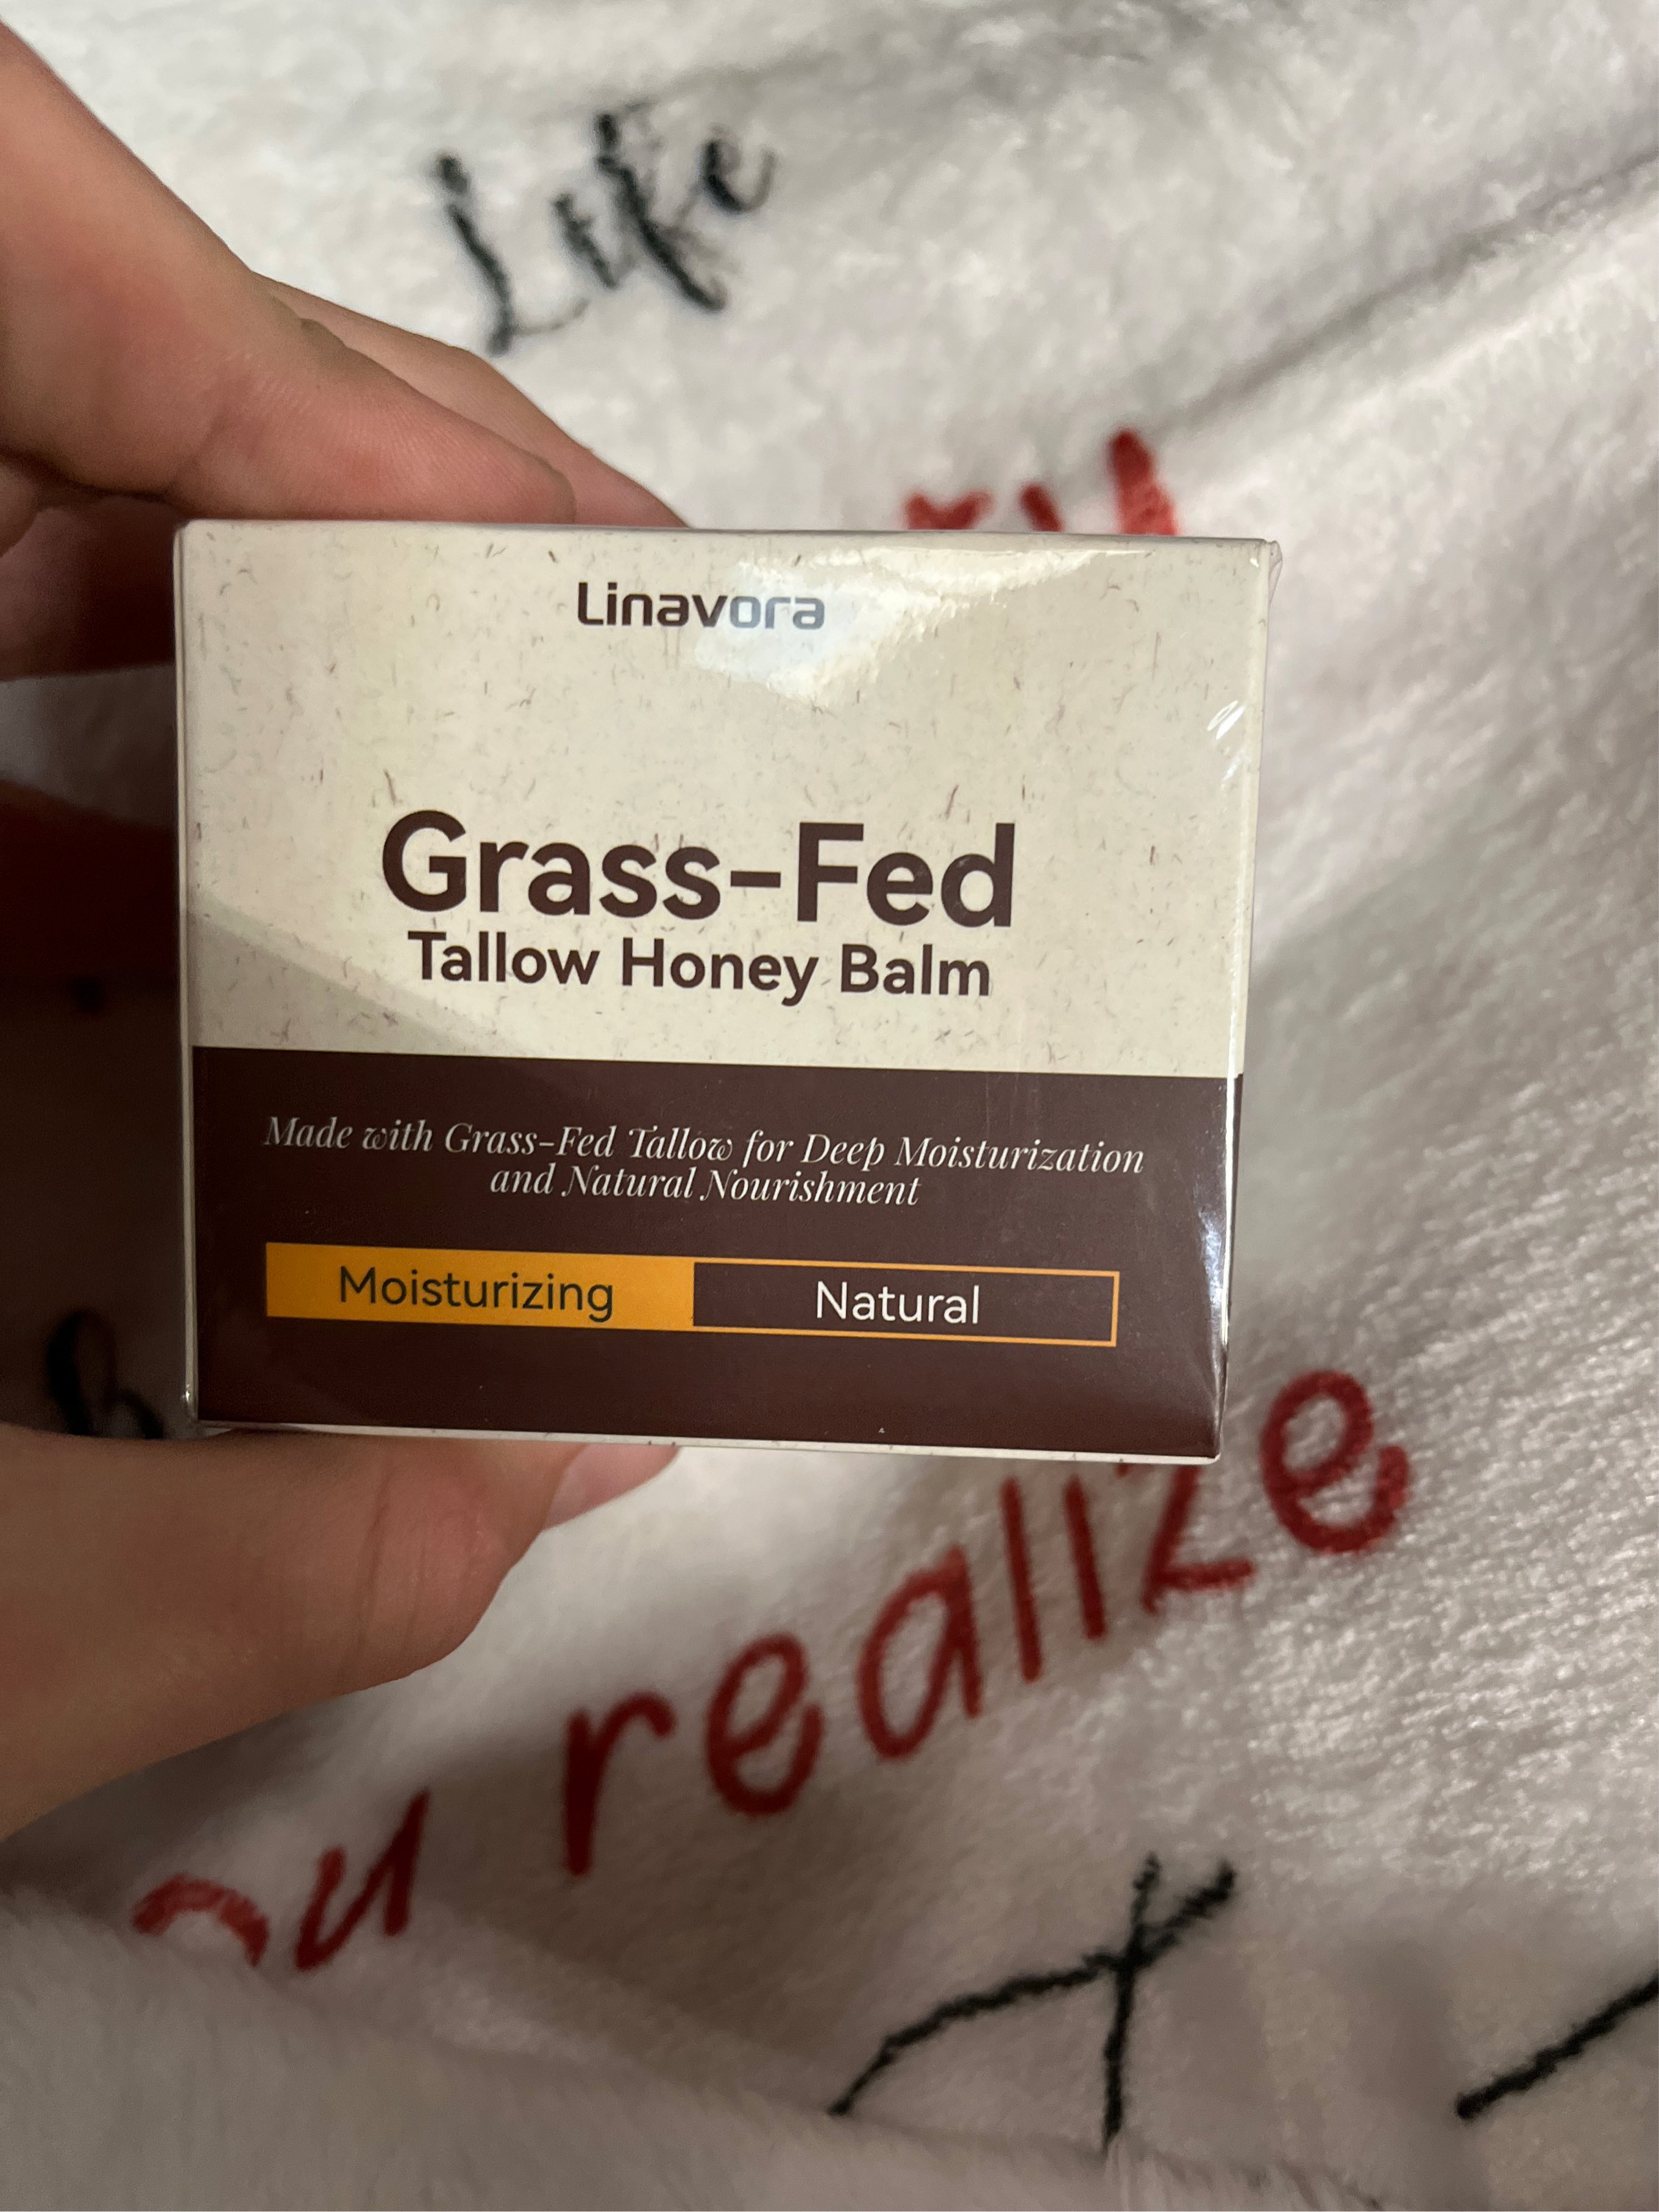 Life
Linavora
Grass-Fed
Tallow Honey Balm
Made with Grass-Fed Tallow for Deep Moisturization
and Natural Nourishment
Moisturizing
Natural
realize